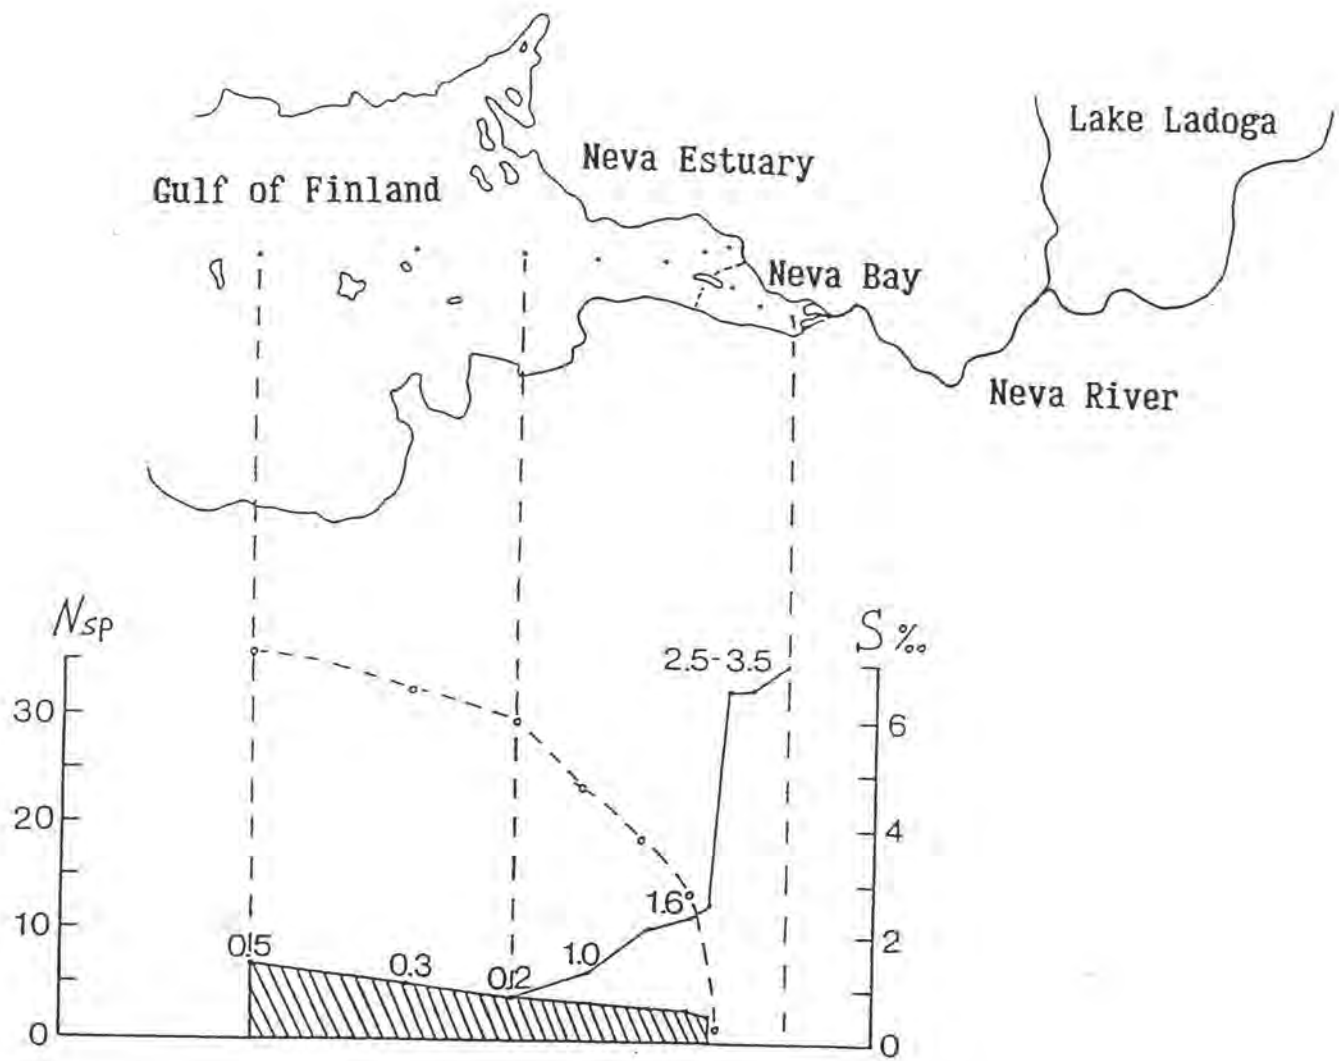 Lake Ladoga
Neva Estuary
Gulf of Finland
Neva Bay
Neva River
Nsp
S‰
2.5-3.5
30
6
20
4
1.6
10
0.5
0.3
0.2
1.0
2
0
0